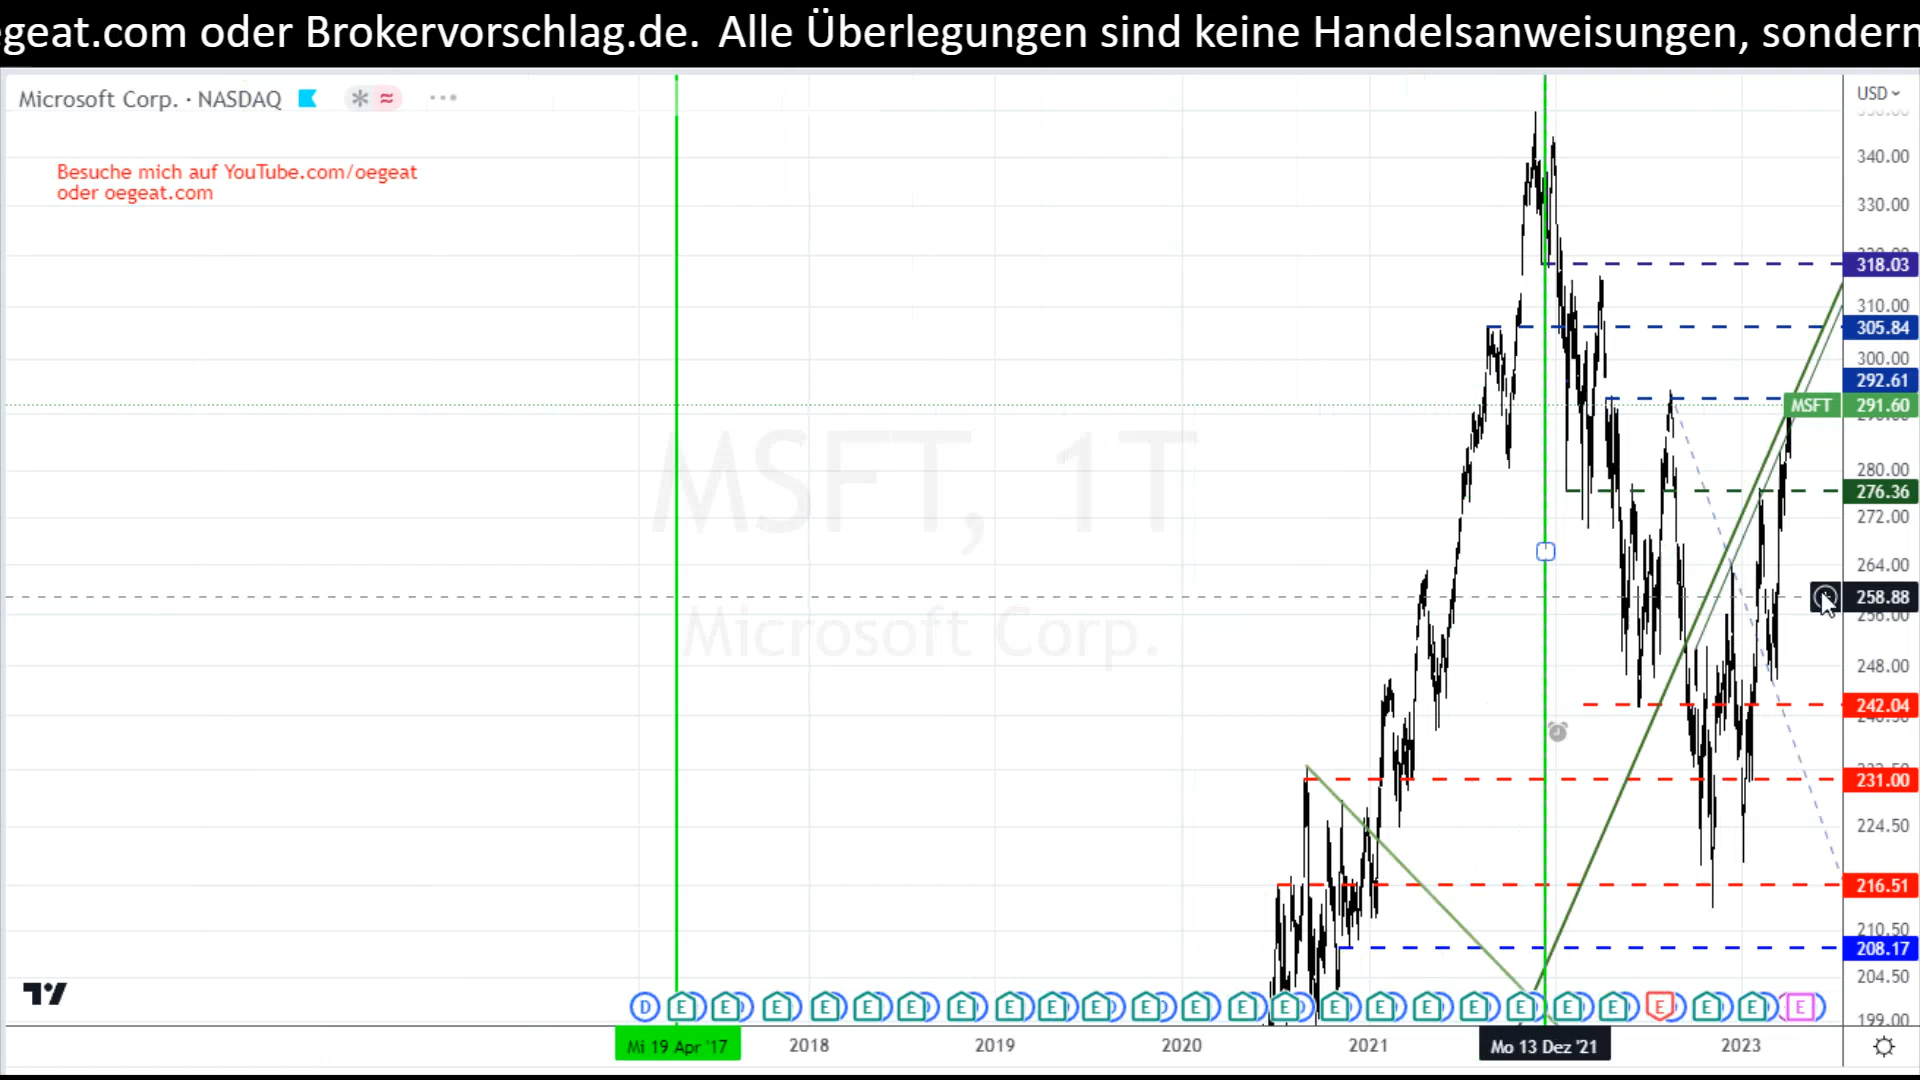 egeat.com oder Brokervorschlag.de. Alle Überlegungen sind keine Handelsanweisungen, sondern
Microsoft Corp. · NASDAQ
USD
Besuche mich auf YouTube.com/oegeat
oder oegeat.com
340.00
330.00
318.03
310.00
305.84
300.00
292.61
MSFT 291.60
280.00
276.36
272.00
264.00
258.88
256.00
248.00
242.04
231.00
224.50
216.51
210.50
208.17
204.50
199.00
MSFT, 1T
Microsoft Corp.
D E E E E E E E E E E E E E E E E E E E E E E E E E
Mi 19 Apr '17 2018 2019 2020 2021 Mo 13 Dez '21 2023